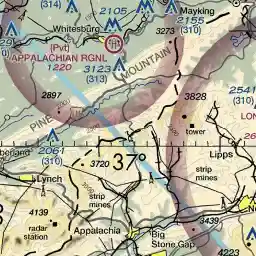 Mayking
2105
2155
(310)
Whitesburg
290
(Pvt)
3273
APPALACHIAN RGNL
1220
3123
(313)
MOUNTAIN
2541
(310)
2897
3828
PINE
tower
2061
(310)
37°
Lipps
3720
Lynch
strip
mines
strip
mines
4139
radar
station
3439
Appalachia
Big
Stone Gap
4223